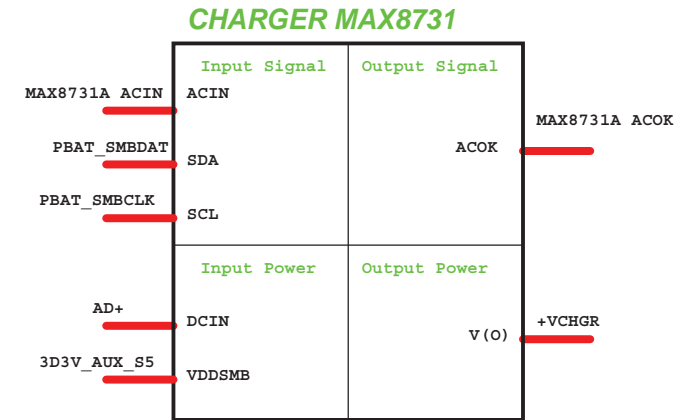 CHARGER MAX8731
Input Signal Output Signal
MAX8731A ACIN ACIN
MAX8731A ACOK
PBAT_SMBDAT ACOK
SDA
PBAT_SMBCLK
SCL
Input Power Output Power
AD+
DCIN +VCHGR
V(O)
3D3V_AUX_S5
VDDSMB